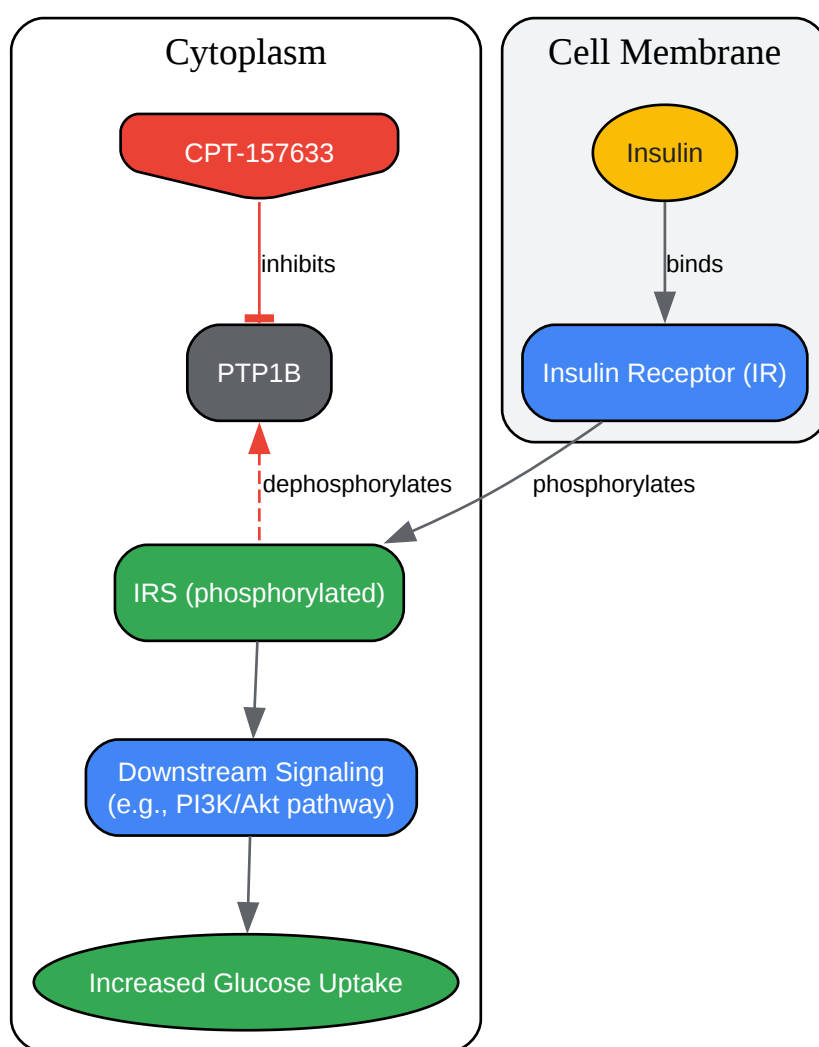 Cytoplasm
Cell Membrane
CPT-157633
Insulin
inhibits
binds
PTP1B
Insulin Receptor (IR)
dephosphorylates
phosphorylates
IRS (phosphorylated)
Downstream Signaling
(e.g., PI3K/Akt pathway)
Increased Glucose Uptake